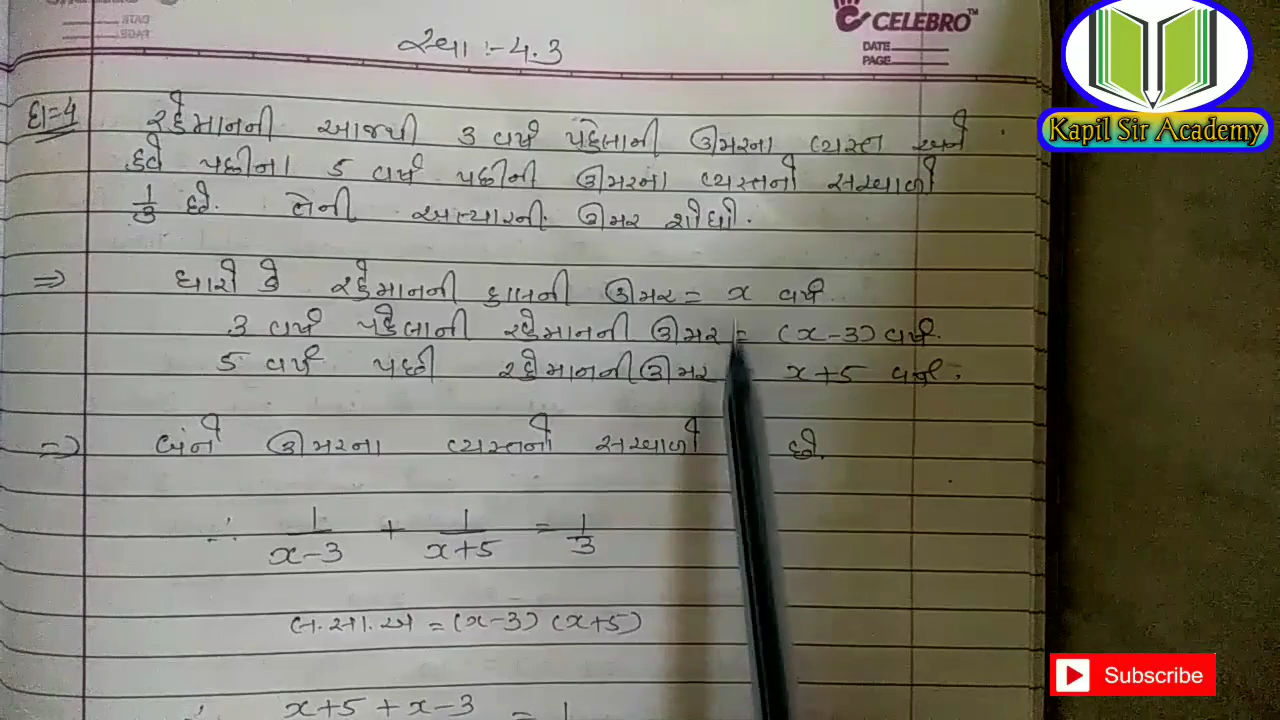 CELEBRO™
DATE
PAGE
સ્વા :- 4.3
Kapil Sir Academy
દા=4 રહેમાનની આજથી 3 વર્ષ પહેલાની ઊંમરના વ્યસ્ત અને
હવે પછીના 5 વર્ષ પછીની ઊંમરના વ્યસ્તનો સરવાળો
1/3 છે. તેની અત્યારની ઊંમર શોધો.
⇒ ધારો કે રહેમાનની હાલની ઊંમર = x વર્ષ
3 વર્ષ પહેલાની રહેમાનની ઊંમર = (x-3) વર્ષ.
5 વર્ષ પછી રહેમાનની ઊંમર x+5 વર્ષ.
⇒ બંને ઊંમરના વ્યસ્તનો સરવાળો છે.
∴ 1/(x-3) + 1/(x+5) = 1/3
લ.સા.અ = (x-3) (x+5)
∴ x+5 + x-3 = 1
Subscribe